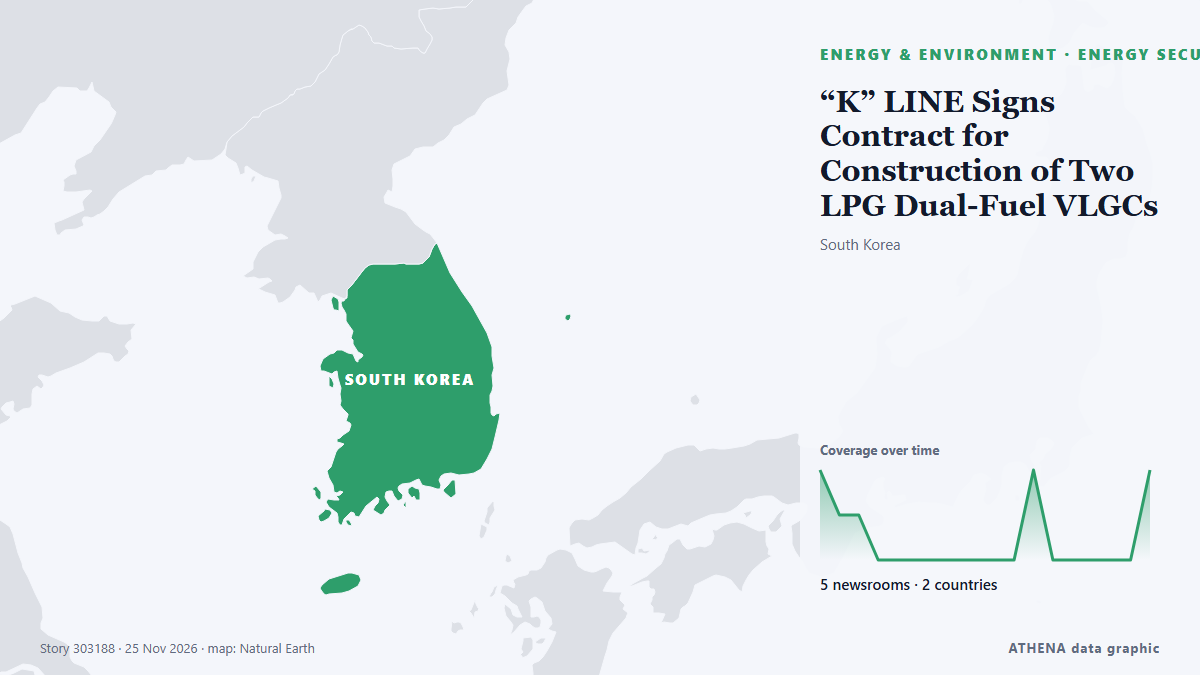 ENERGY & ENVIRONMENT · ENERGY SECU
“K” LINE Signs
Contract for
Construction of Two
LPG Dual-Fuel VLGCs
South Korea
SOUTH KOREA
Coverage over time
5 newsrooms · 2 countries
Story 303188 · 25 Nov 2026 · map: Natural Earth
ATHENA data graphic